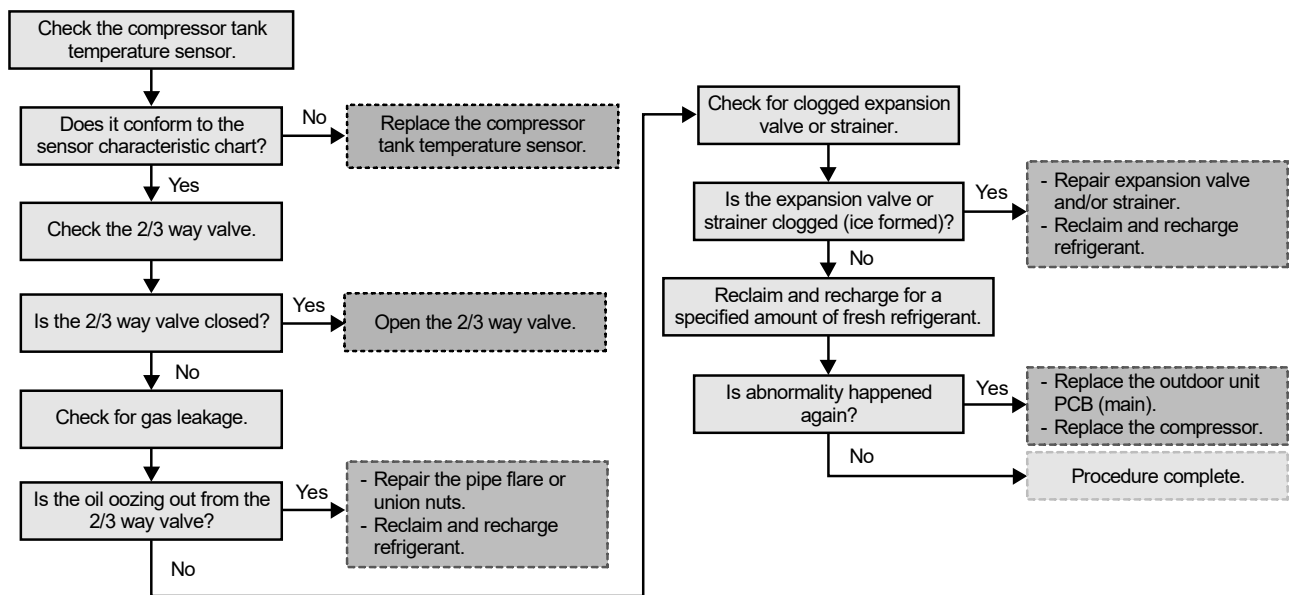 Check the compressor tank
temperature sensor.
Does it conform to the
sensor characteristic chart?
No
Replace the compressor
tank temperature sensor.
Yes
Check the 2/3 way valve.
Is the 2/3 way valve closed?
Yes
Open the 2/3 way valve.
No
Check for gas leakage.
Is the oil oozing out from the
2/3 way valve?
Yes
- Repair the pipe flare or
union nuts.
- Reclaim and recharge
refrigerant.
No
Check for clogged expansion
valve or strainer.
Is the expansion valve or
strainer clogged (ice formed)?
Yes
- Repair expansion valve
and/or strainer.
- Reclaim and recharge
refrigerant.
No
Reclaim and recharge for a
specified amount of fresh refrigerant.
Is abnormality happened
again?
Yes
- Replace the outdoor unit
PCB (main).
- Replace the compressor.
No
Procedure complete.